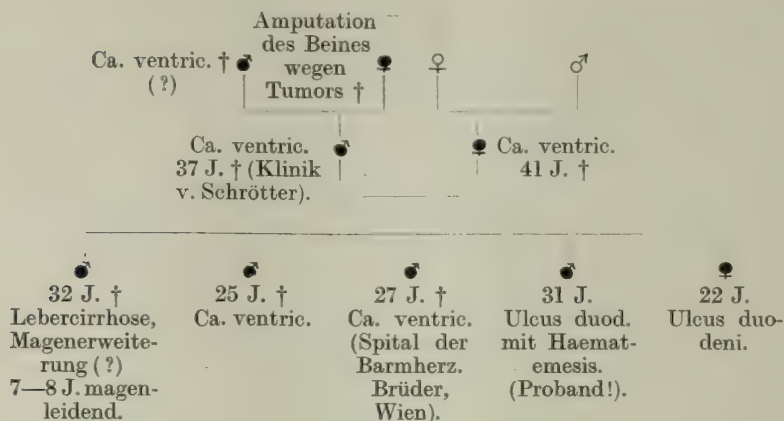 Amputation
des Beines
wegen
Tumors †
Ca. ventric. † ♂
(?)
♀
♀
♂
Ca. ventric.
37 J. † (Klinik
v. Schrötter).
♂
♀
Ca. ventric.
41 J. †
♂
32 J. †
Lebercirrhose,
Magenerweite-
rung (?)
7—8 J. magen-
leidend.
♂
25 J. †
Ca. ventric.
♂
27 J. †
Ca. ventric.
(Spital der
Barmherz.
Brüder,
Wien).
♂
31 J.
Ulcus duod.
mit Haemat-
emesis.
(Proband!).
♀
22 J.
Ulcus duo-
deni.